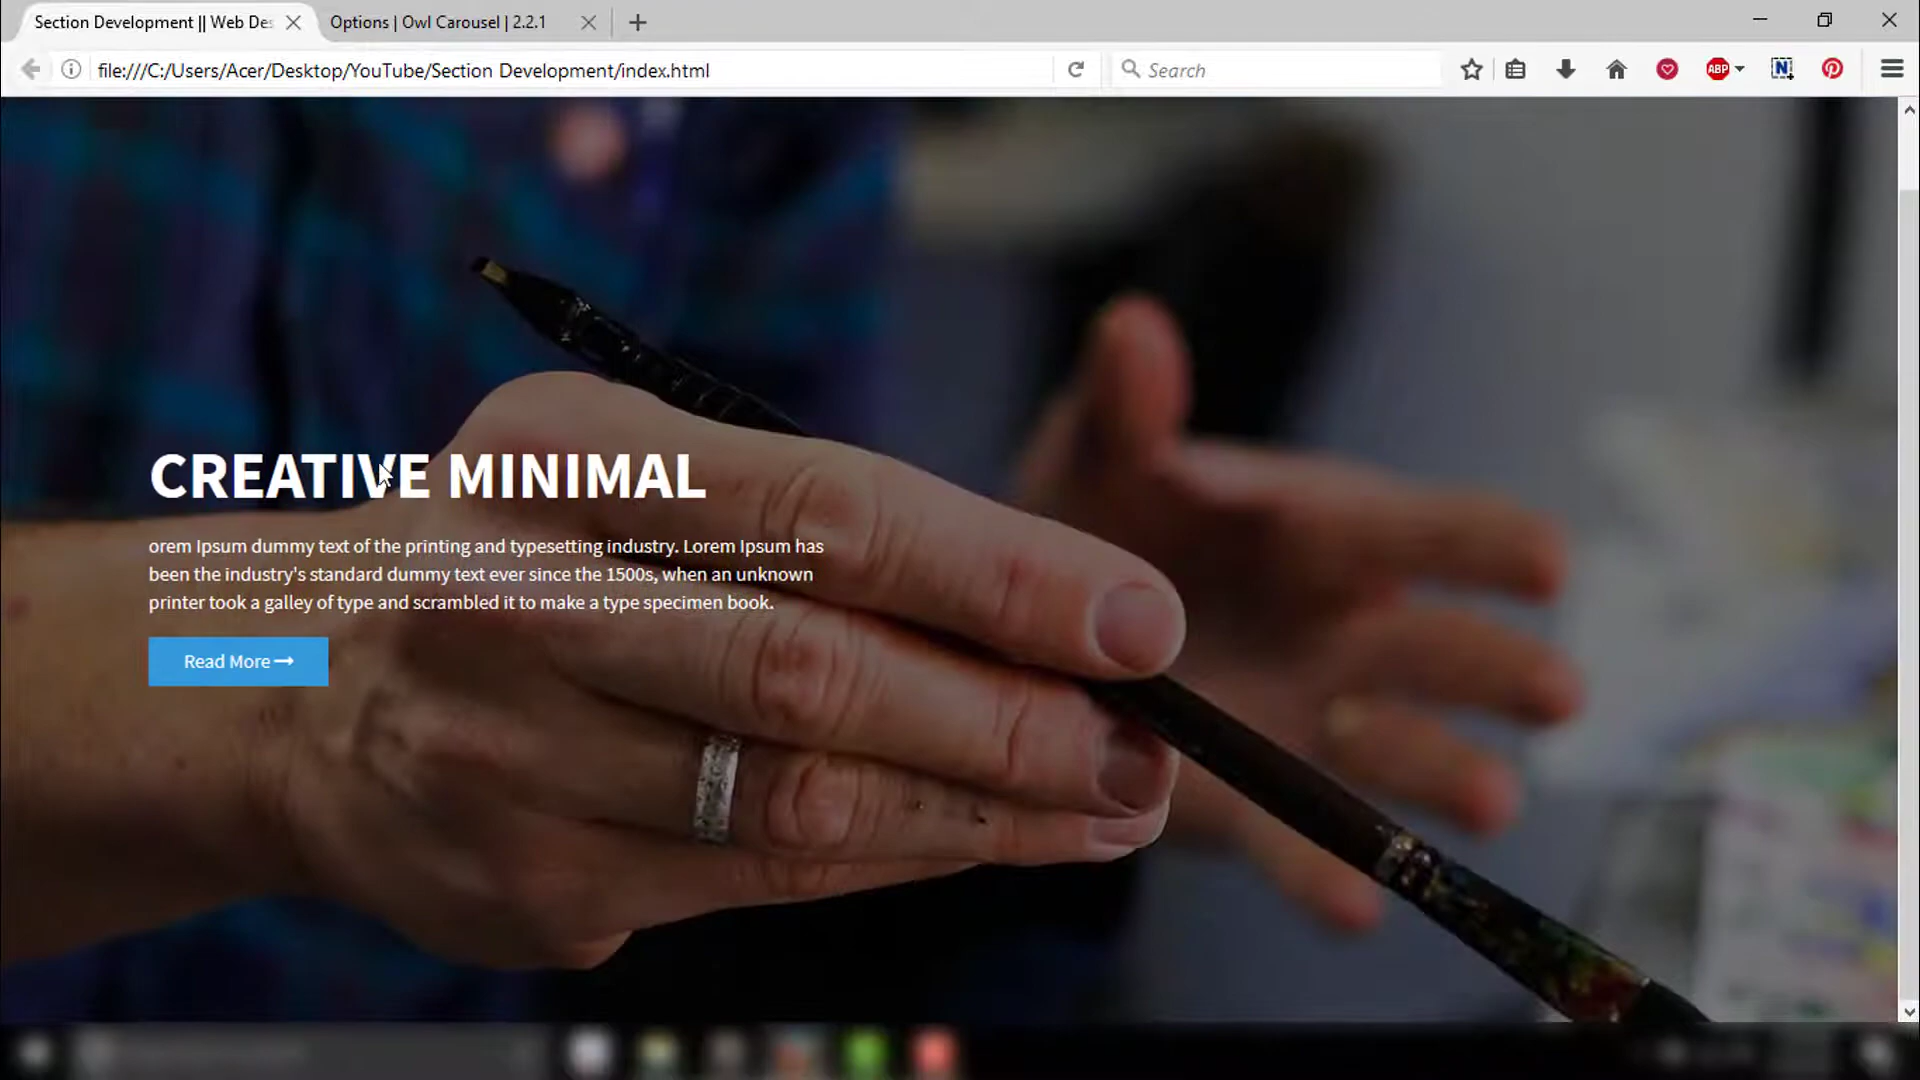 Section Development || Web Des
Options | Owl Carousel | 2.2.1
file:///C:/Users/Acer/Desktop/YouTube/Section Development/index.html
Search
ABP
N
CREATIVE MINIMAL
orem Ipsum dummy text of the printing and typesetting industry. Lorem Ipsum has
been the industry's standard dummy text ever since the 1500s, when an unknown
printer took a galley of type and scrambled it to make a type specimen book.
Read More